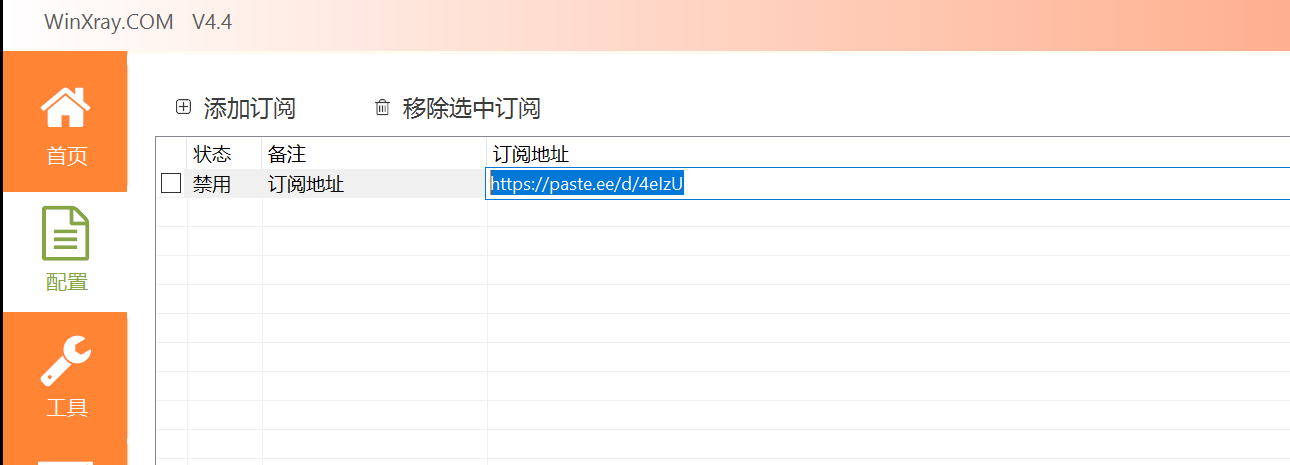 WinXray.COM V4.4
首页
添加订阅 移除选中订阅
状态 备注 订阅地址
禁用 订阅地址 https://paste.ee/d/4eIzU
配置
工具